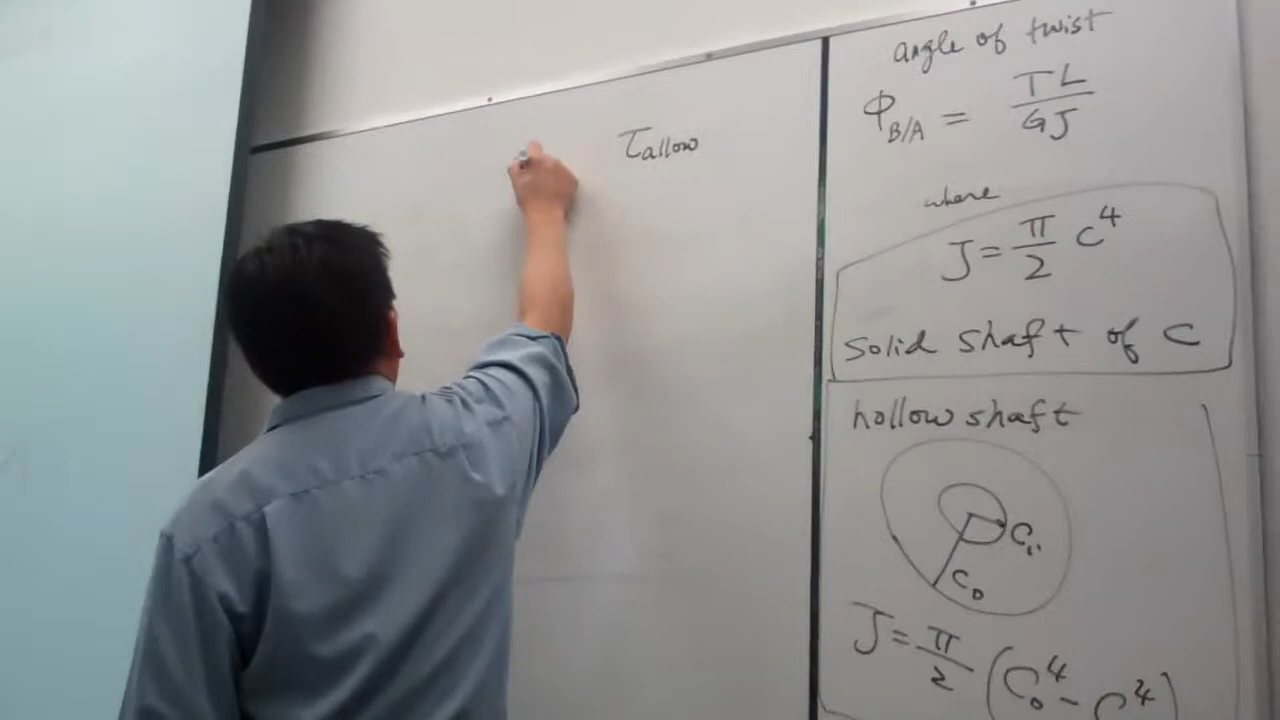 τallow
angle of twist
ϕB/A = TL/GJ
where
J = π/2 c⁴
solid shaft of c
hollow shaft
Ci
Co
J = π/2 (Co⁴ - C⁴)